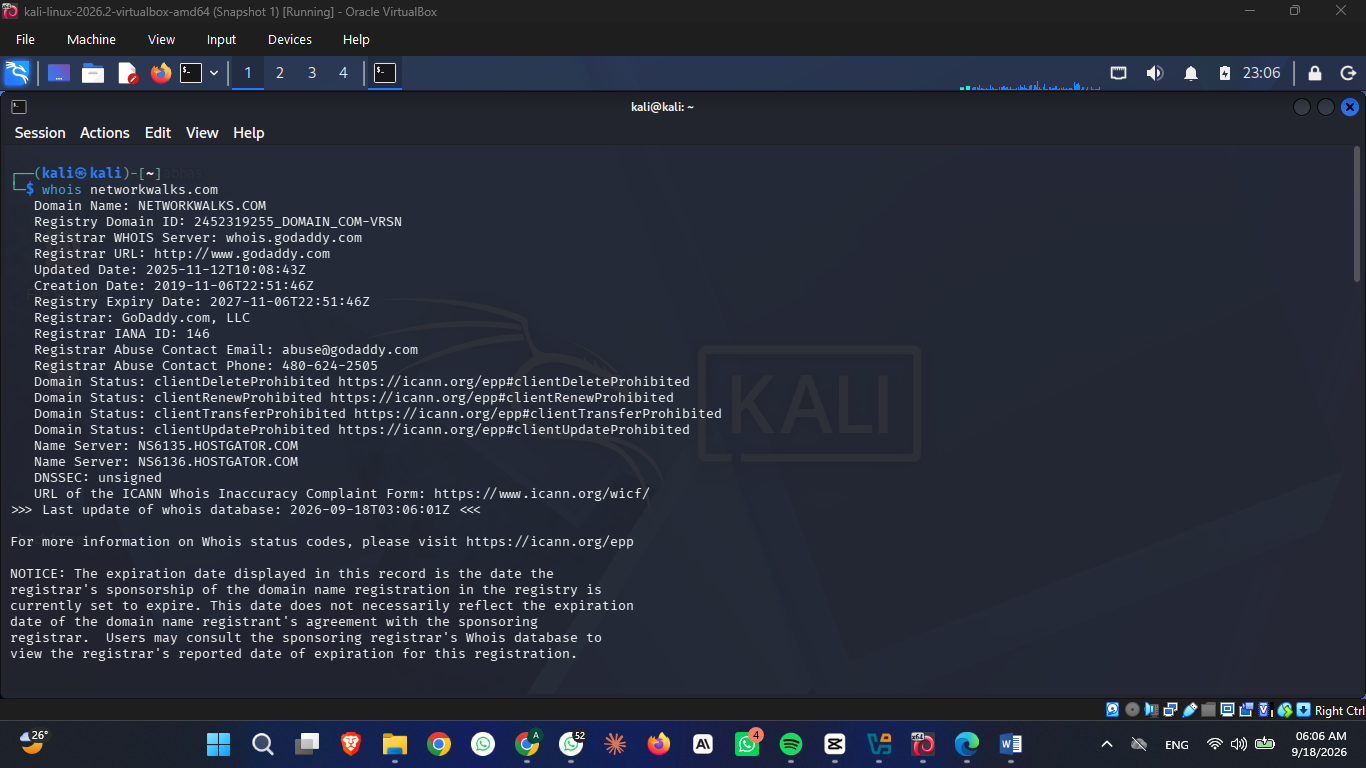 kali-linux-2026.2-virtualbox-amd64 (Snapshot 1) [Running] - Oracle VirtualBox
File Machine View Input Devices Help
1 2 3 4 23:06
kali@kali: ~
Session Actions Edit View Help
┌──(kali㉿kali)-[~]
└─$ whois networkwalks.com
Domain Name: NETWORKWALKS.COM
Registry Domain ID: 2452319255_DOMAIN_COM-VRSN
Registrar WHOIS Server: whois.godaddy.com
Registrar URL: http://www.godaddy.com
Updated Date: 2025-11-12T10:08:43Z
Creation Date: 2019-11-06T22:51:46Z
Registry Expiry Date: 2027-11-06T22:51:46Z
Registrar: GoDaddy.com, LLC
Registrar IANA ID: 146
Registrar Abuse Contact Email: abuse@godaddy.com
Registrar Abuse Contact Phone: 480-624-2505
Domain Status: clientDeleteProhibited https://icann.org/epp#clientDeleteProhibited
Domain Status: clientRenewProhibited https://icann.org/epp#clientRenewProhibited
Domain Status: clientTransferProhibited https://icann.org/epp#clientTransferProhibited
Domain Status: clientUpdateProhibited https://icann.org/epp#clientUpdateProhibited
Name Server: NS6135.HOSTGATOR.COM
Name Server: NS6136.HOSTGATOR.COM
DNSSEC: unsigned
URL of the ICANN Whois Inaccuracy Complaint Form: https://www.icann.org/wicf/
>>> Last update of whois database: 2026-09-18T03:06:01Z <<<
For more information on Whois status codes, please visit https://icann.org/epp
NOTICE: The expiration date displayed in this record is the date the
registrar's sponsorship of the domain name registration in the registry is
currently set to expire. This date does not necessarily reflect the expiration
date of the domain name registrant's agreement with the sponsoring
registrar.  Users may consult the sponsoring registrar's Whois database to
view the registrar's reported date of expiration for this registration.
KALI
Right Ctrl
26°
A
52
4
ENG
06:06 AM
9/18/2026